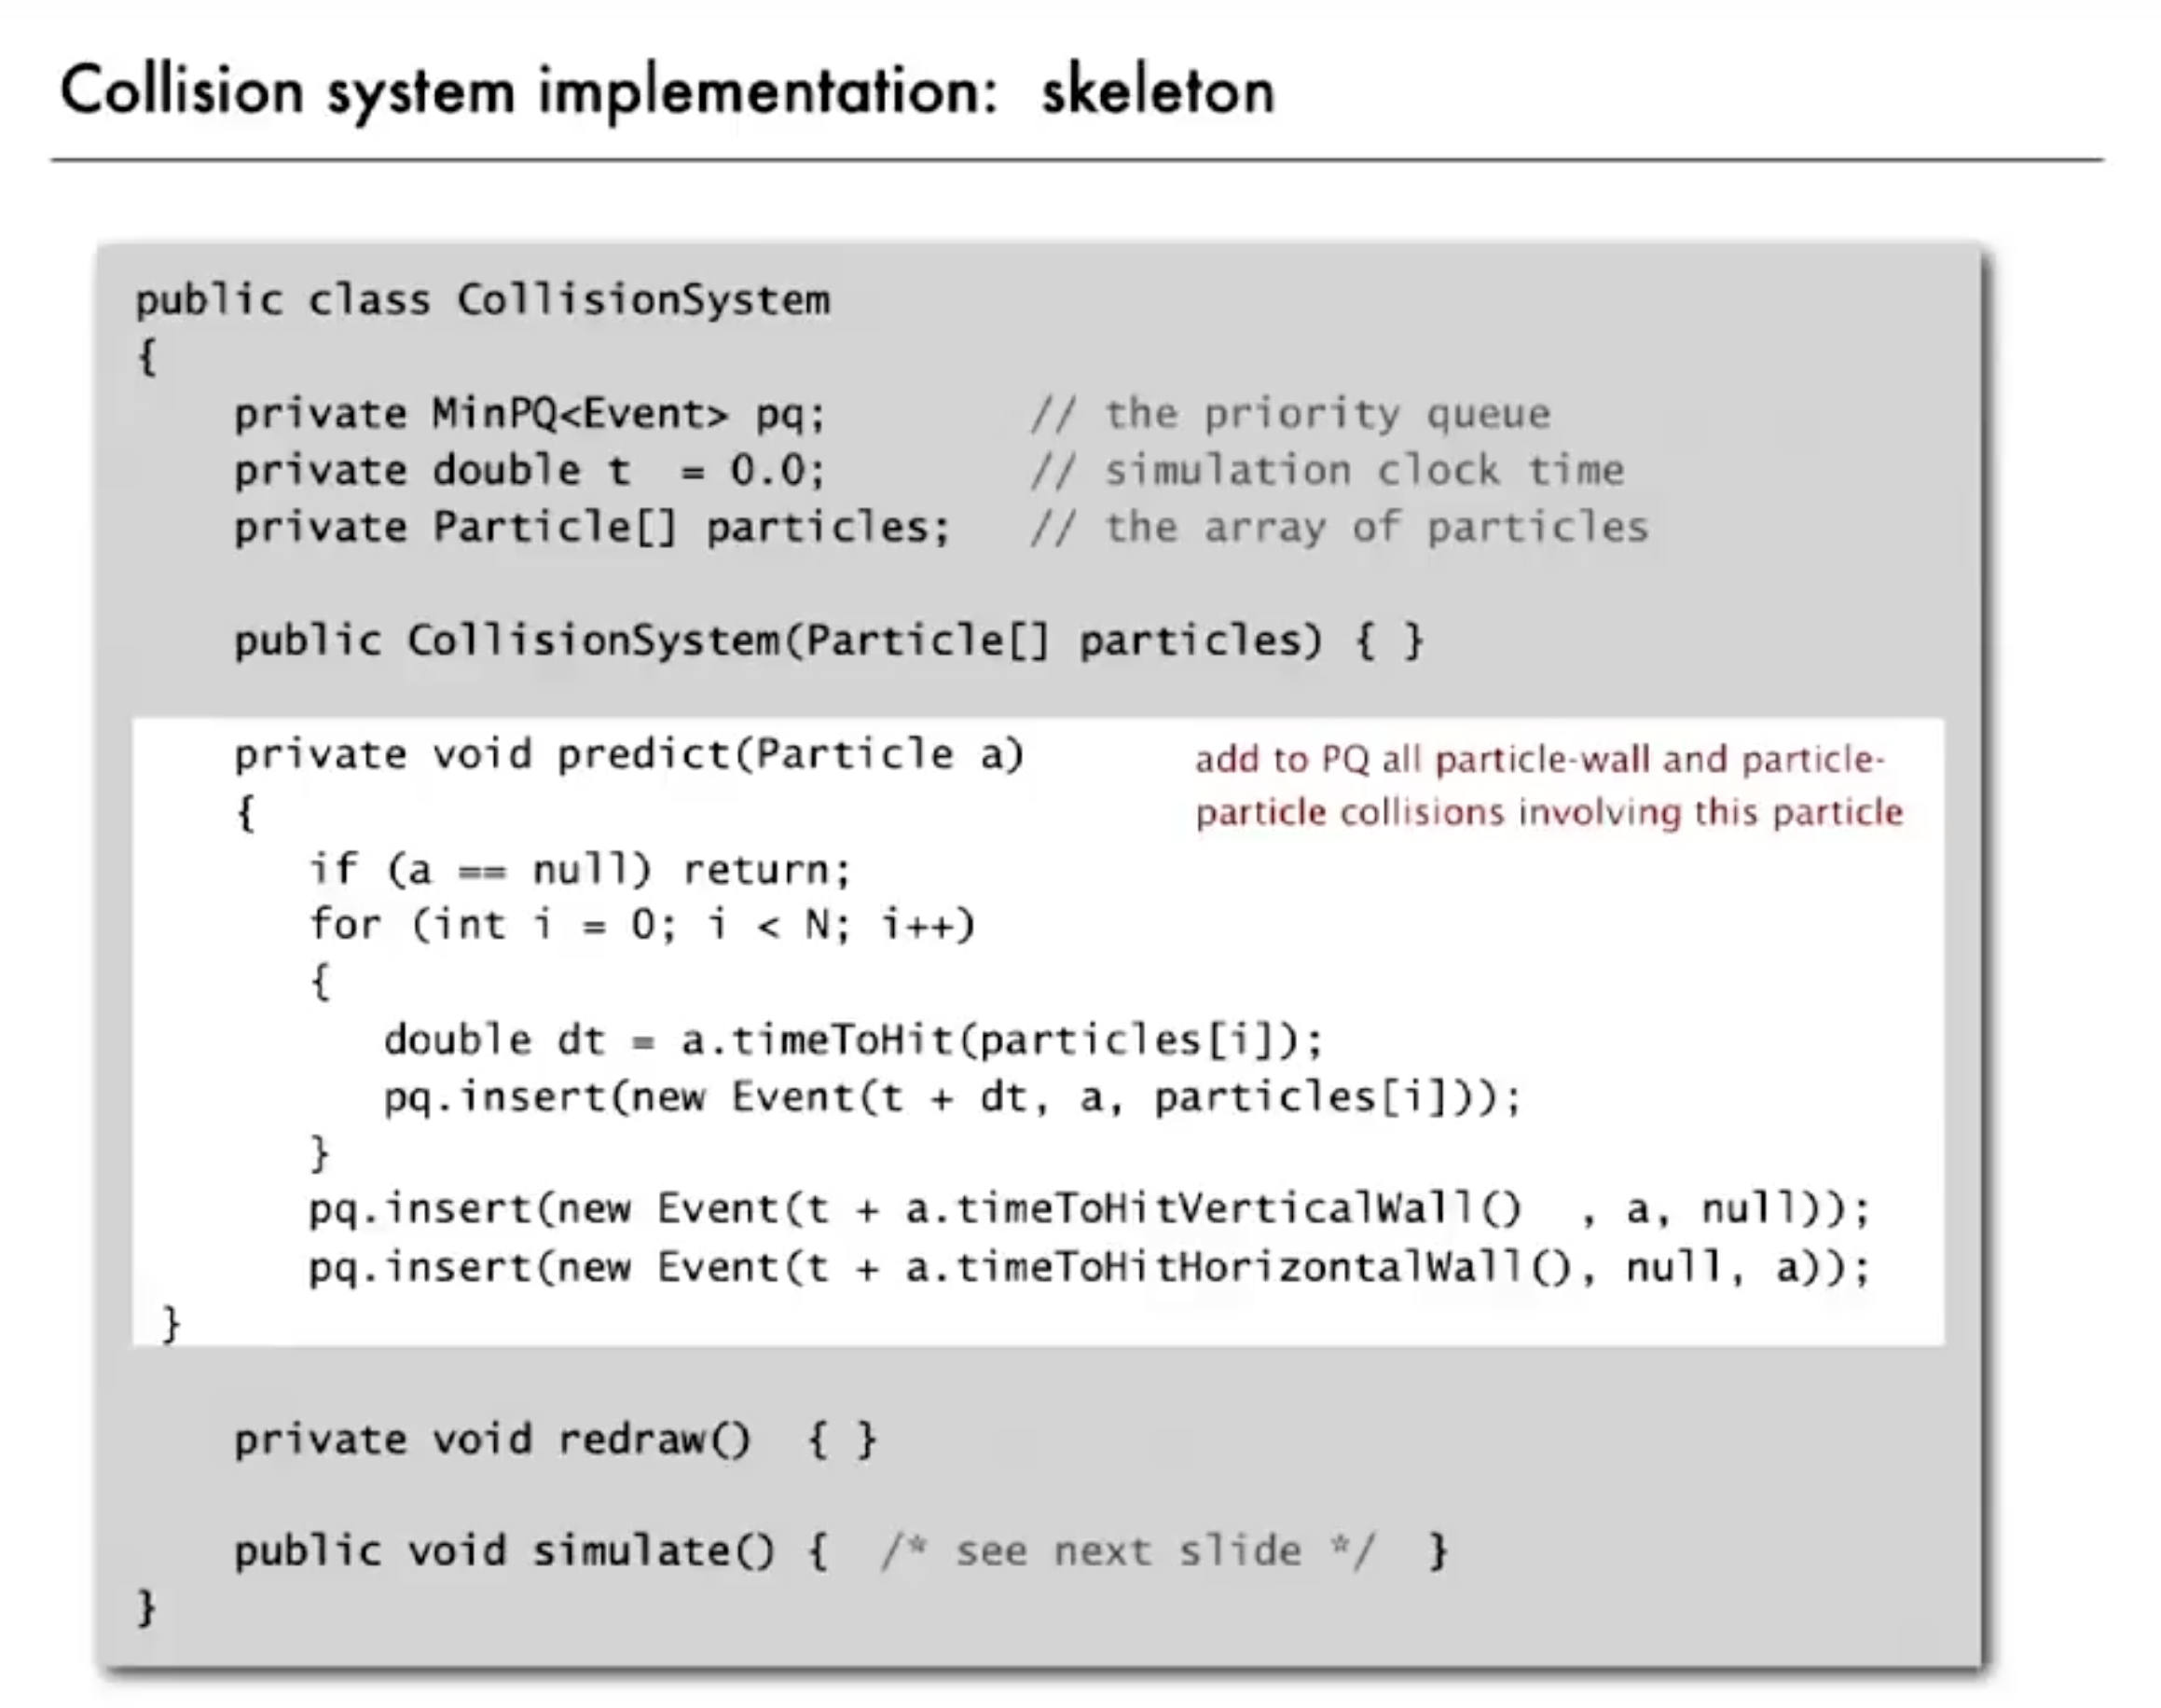 Collision system implementation: skeleton
public class CollisionSystem
{
private MinPQ<Event> pq; // the priority queue
private double t = 0.0; // simulation clock time
private Particle[] particles; // the array of particles
public CollisionSystem(Particle[] particles) { }
private void predict(Particle a) add to PQ all particle-wall and particle-
{ particle collisions involving this particle
if (a == null) return;
for (int i = 0; i < N; i++)
{
double dt = a.timeToHit(particles[i]);
pq.insert(new Event(t + dt, a, particles[i]));
}
pq.insert(new Event(t + a.timeToHitVerticalWall() , a, null));
pq.insert(new Event(t + a.timeToHitHorizontalWall(), null, a));
}
private void redraw() { }
public void simulate() { /* see next slide */ }
}